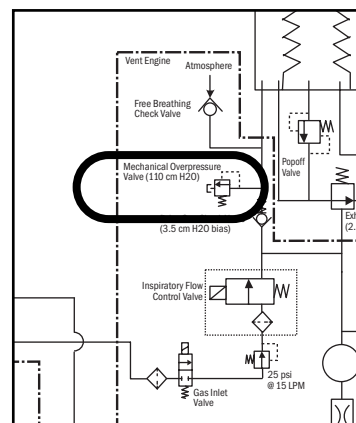 Vent Engine
Atmosphere
Free Breathing
Check Valve
Mechanical Overpressure
Valve (110 cm H2O)
Popoff
Valve
(3.5 cm H2O bias)
Exh
(2.
Inspiratory Flow
Control Valve
25 psi
@ 15 LPM
Gas Inlet
Valve